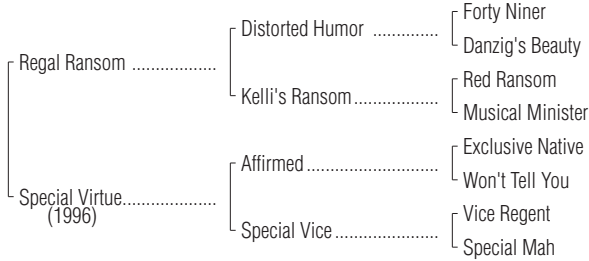 Forty Niner
Distorted Humor ..............
Danzig's Beauty
Regal Ransom ..................
Red Ransom
Kelli's Ransom..................
Musical Minister
Exclusive Native
Affirmed............................
Won't Tell You
Special Virtue....................
(1996)
Vice Regent
Special Vice......................
Special Mah